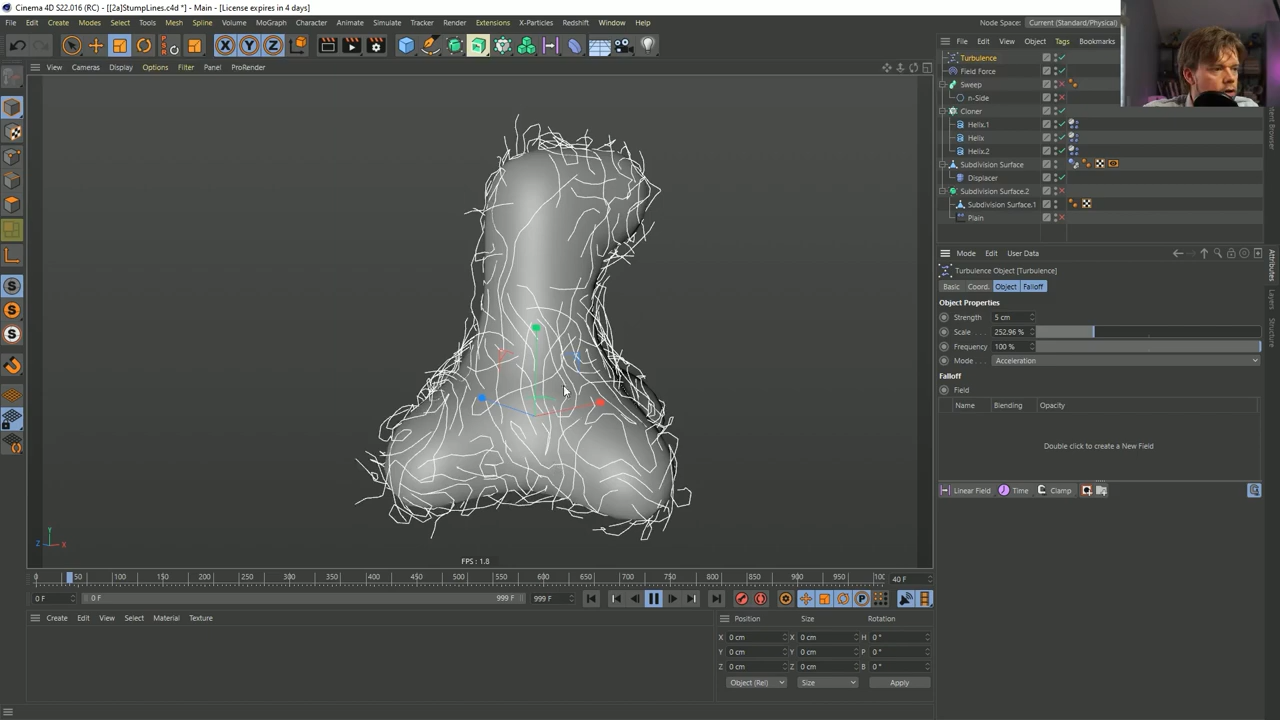 Cinema 4D S22.016 (RC) - [[2a]StumpLines.c4d *] - Main - [License expires in 4 days]
File Edit Create Modes Select Tools Mesh Spline Volume MoGraph Character Animate Simulate Tracker Render Extensions X-Particles Redshift Window Help
Node Space: Current (Standard/Physical)
File Edit View Object Tags Bookmarks
X Y Z
View Cameras Display Options Filter Panel ProRender
Turbulence
Field Force
Sweep
n-Side
Cloner
Helix.1
Helix
Helix.2
Subdivision Surface
Displacer
Subdivision Surface.2
Subdivision Surface.1
Plain
Content Browser
Mode Edit User Data
Turbulence Object [Turbulence]
Basic Coord. Object Falloff
Object Properties
Strength 5 cm
Scale 252.96 %
Frequency 100 %
Mode Acceleration
Falloff
Field
Name Blending Opacity
Double click to create a New Field
Linear Field Time Clamp
Attributes
Layers
Structure
Y
Z X
FPS : 1.8
0 50 100 150 200 250 300 350 400 450 500 550 600 650 700 750 800 850 900 950 100
40 F
0 F 0 F 999 F 999 F
P
Create Edit View Select Material Texture
Position Size Rotation
X 0 cm X 0 cm H 0 °
Y 0 cm Y 0 cm P 0 °
Z 0 cm Z 0 cm B 0 °
Object (Rel) Size Apply